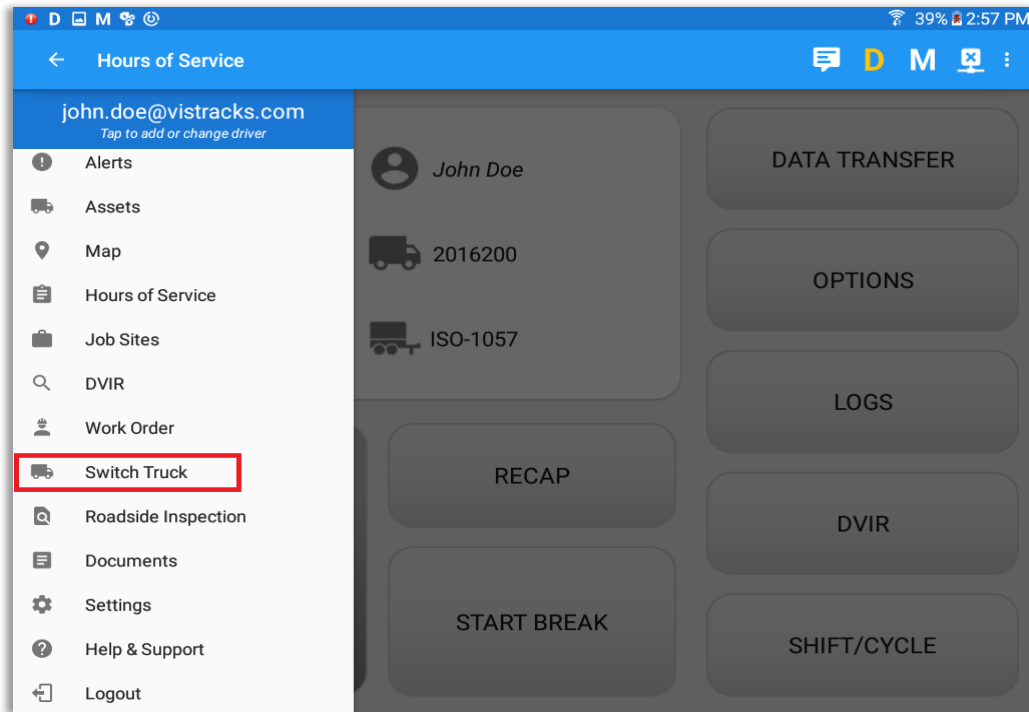 D M 39% 2:57 PM
Hours of Service D M
john.doe@vistracks.com
Tap to add or change driver
Alerts
Assets
Map
Hours of Service
Job Sites
DVIR
Work Order
Switch Truck
Roadside Inspection
Documents
Settings
Help & Support
Logout
John Doe
2016200
ISO-1057
RECAP
START BREAK
DATA TRANSFER
OPTIONS
LOGS
DVIR
SHIFT/CYCLE